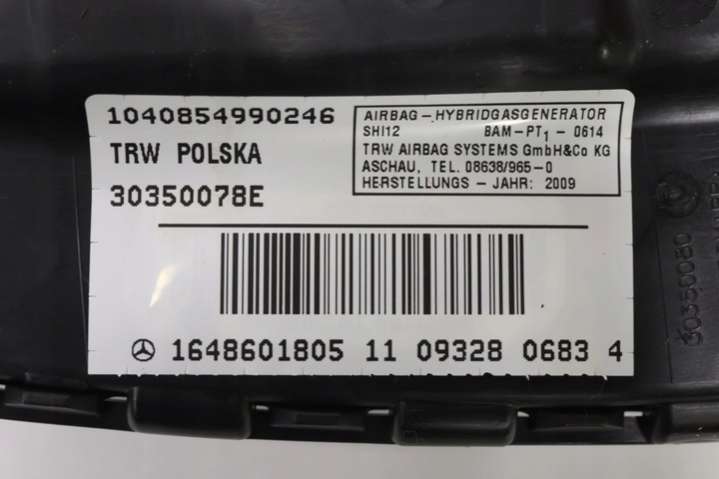 1040854990246
TRW POLSKA
30350078E
AIRBAG-HYBRIDGASGENERATOR
SHI12 BAM-PT1-0614
TRW AIRBAG SYSTEMS GmbH&Co KG
ASCHAU, TEL. 08638/965-0
HERSTELLUNGS-JAHR: 2009
1648601805 11 09328 0683 4
30350080